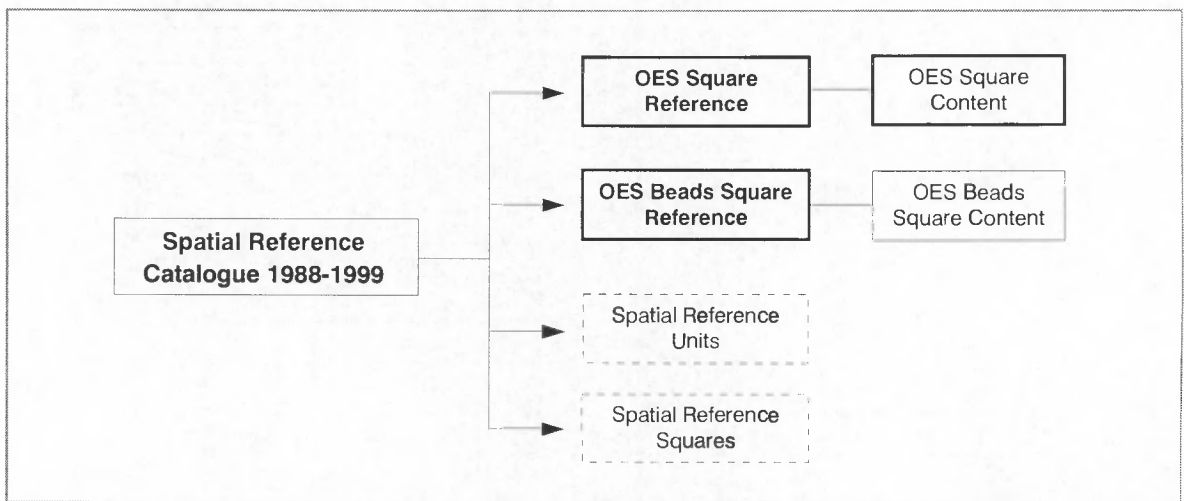 OES Square
Reference
OES Square
Content
OES Beads Square
Reference
OES Beads
Square Content
Spatial Reference
Catalogue 1988-1999
Spatial Reference
Units
Spatial Reference
Squares